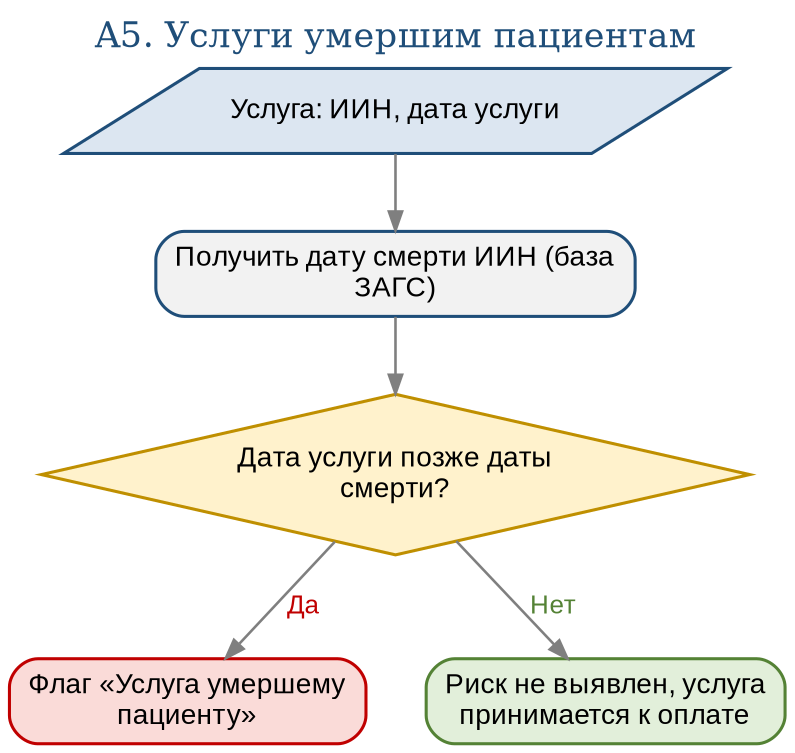 А5. Услуги умершим пациентам
Услуга: ИИН, дата услуги
Получить дату смерти ИИН (база
ЗАГС)
Дата услуги позже даты
смерти?
Да
Нет
Флаг «Услуга умершему
пациенту»
Риск не выявлен, услуга
принимается к оплате